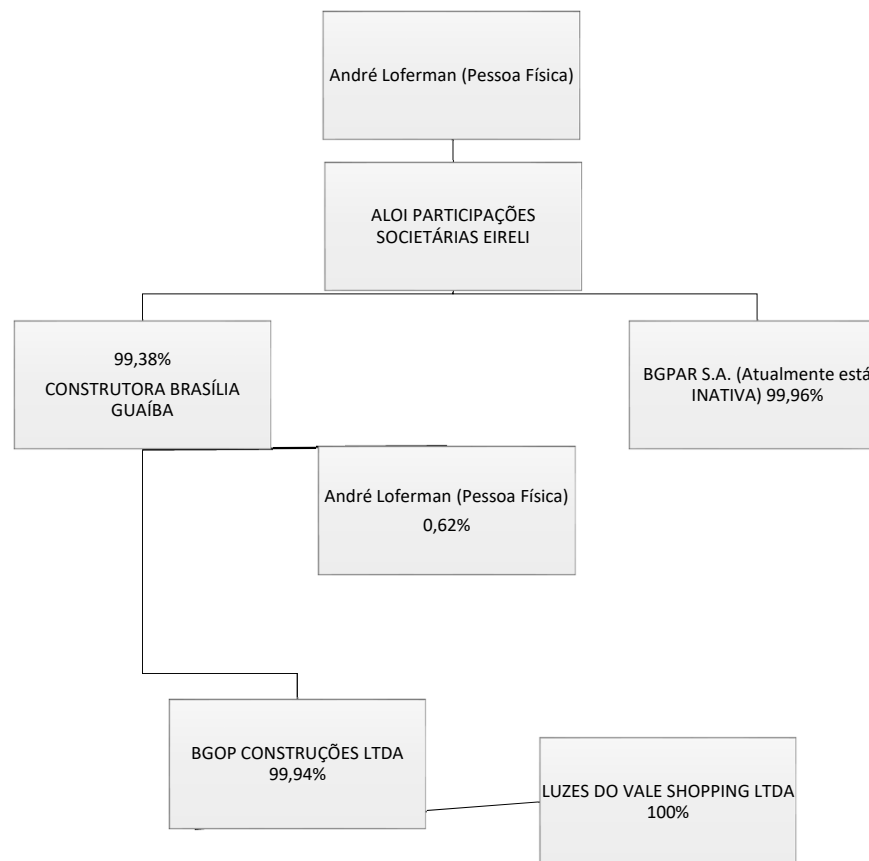 André Loferman (Pessoa Física)
ALOI PARTICIPAÇÕES
SOCIETÁRIAS EIRELI
99,38%
CONSTRUTORA BRASÍLIA
GUAÍBA
BGPAR S.A. (Atualmente está
INATIVA) 99,96%
André Loferman (Pessoa Física)
0,62%
BGOP CONSTRUÇÕES LTDA
99,94%
LUZES DO VALE SHOPPING LTDA
100%